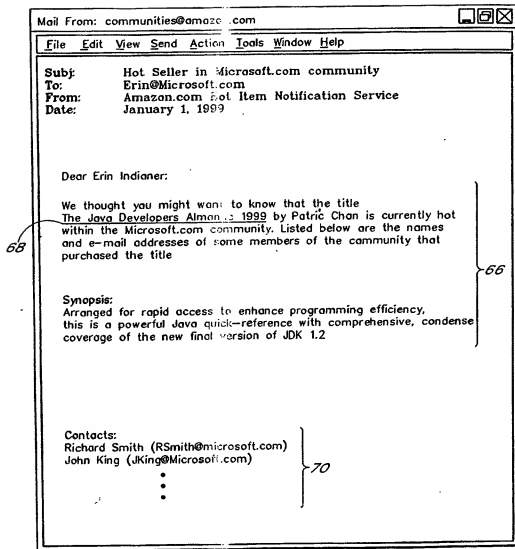 Mail From: communities@amazo .com
File Edit View Send Action Tools Window Help
Subj: Hot Seller in Microsoft.com community
To: Erin@Microsoft.com
From: Amazon.com Hot Item Notification Service
Date: January 1, 1999
Dear Erin Indianer:
We thought you might want to know that the title
The Java Developers Alman c 1999 by Patric Chan is currently hot
within the Microsoft.com community. Listed below are the names
and e-mail addresses of some members of the community that
purchased the title
68
66
Synopsis:
Arranged for rapid access to enhance programming efficiency,
this is a powerful Java quick-reference with comprehensive, condense
coverage of the new final version of JDK 1.2
Contacts:
Richard Smith (RSmith@microsoft.com)
John King (JKing@Microsoft.com)
70